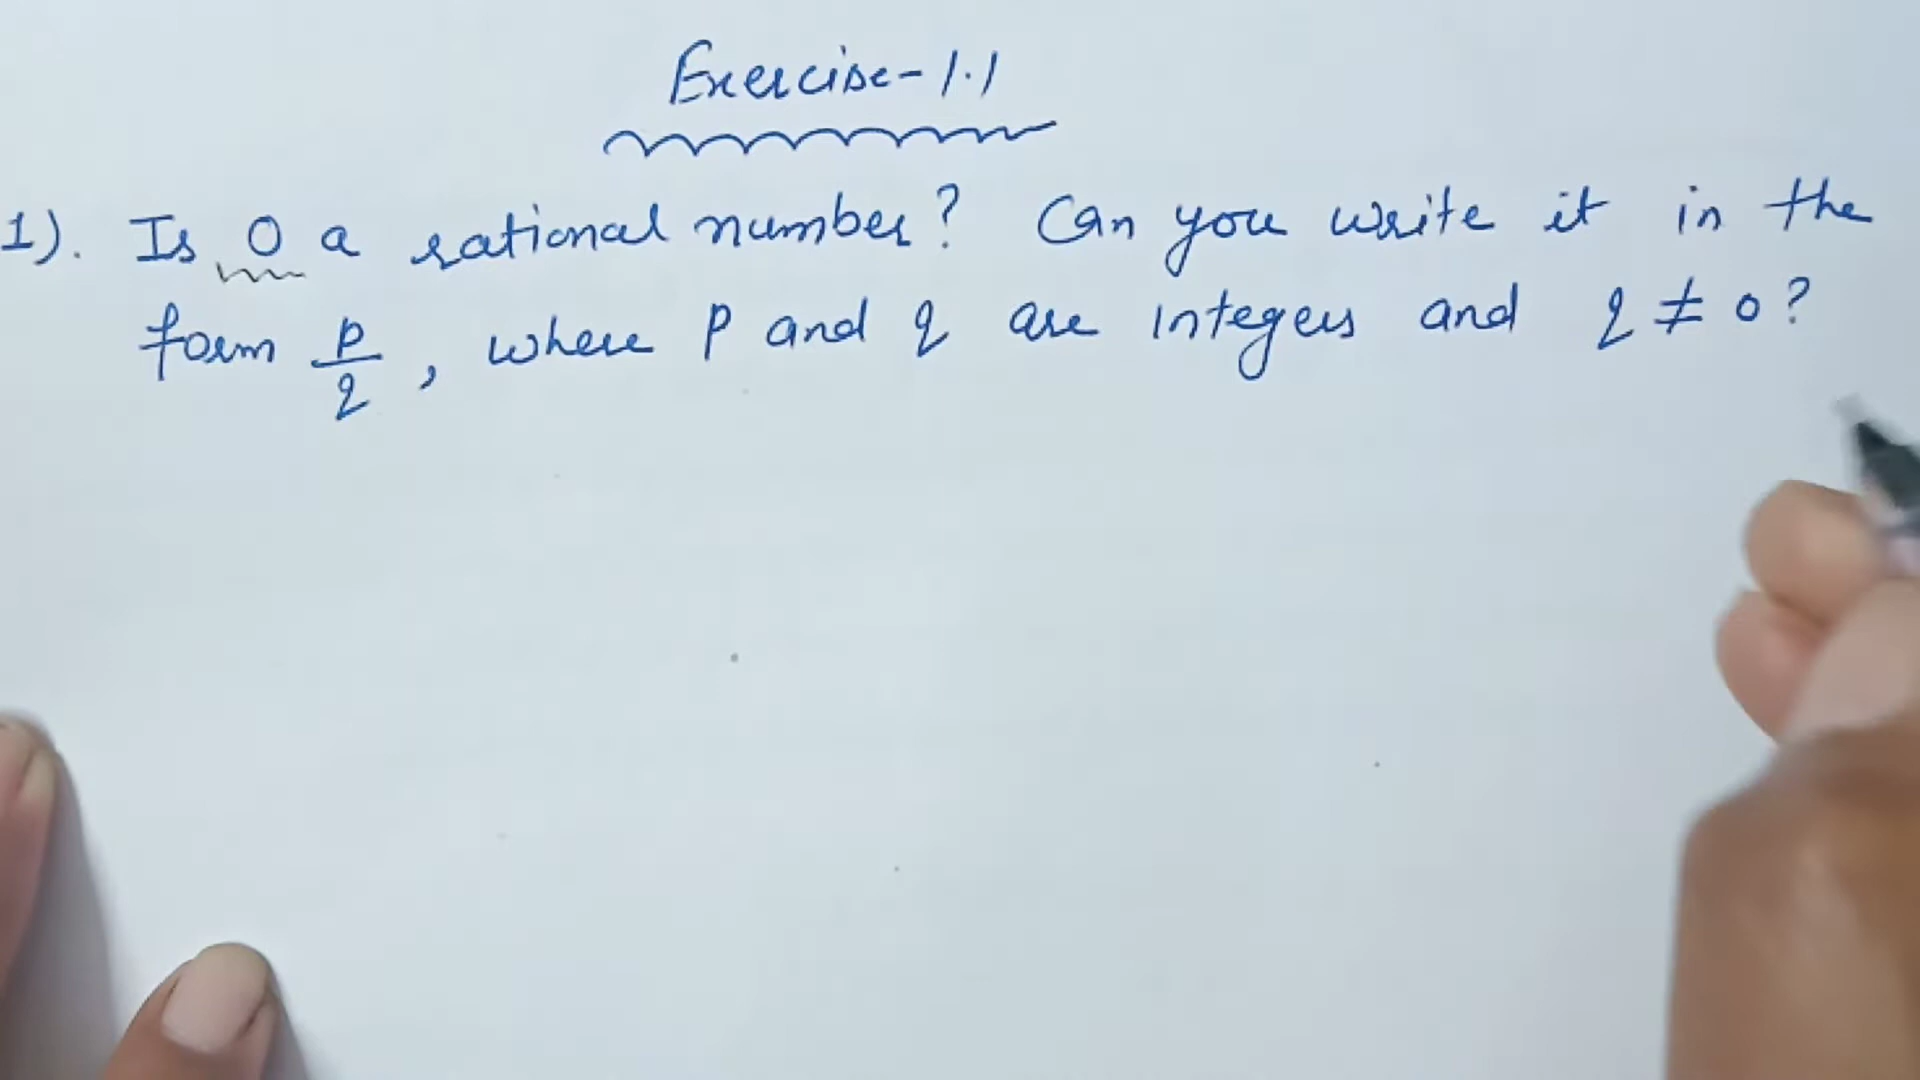 Exercise-1.1
1). Is 0 a rational number? Can you write it in the
form p/q, where p and q are integers and q ≠ 0?